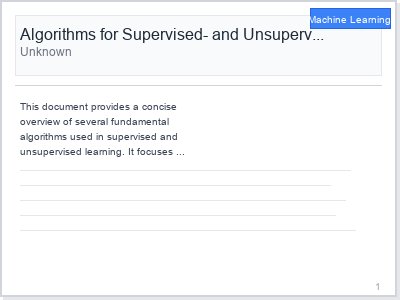 Machine Learning
Algorithms for Supervised- and Unsuperv...
Unknown
This document provides a concise
overview of several fundamental
algorithms used in supervised and
unsupervised learning. It focuses ...
1